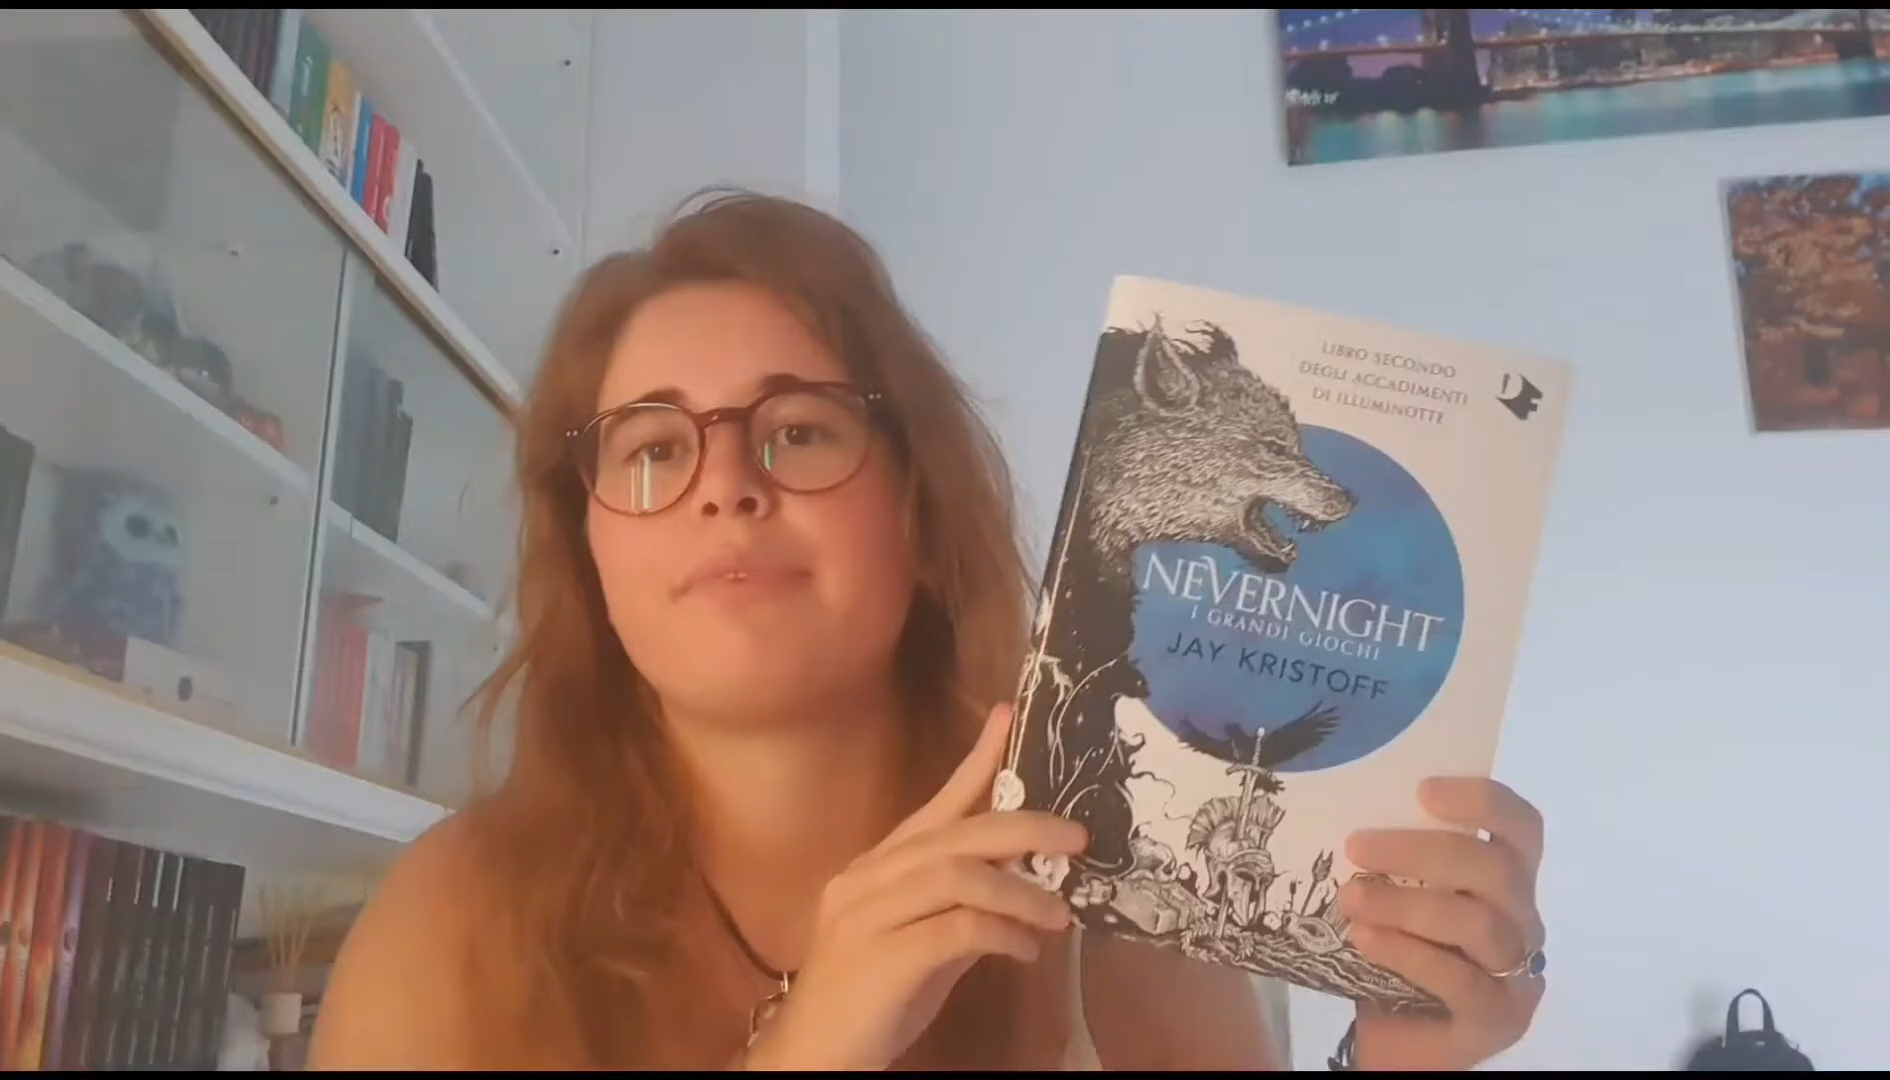 LIBRO SECONDO
DEGLI ACCADIMENTI
DI ILLUMINOTTE
NEVERNIGHT
I GRANDI GIOCHI
JAY KRISTOFF